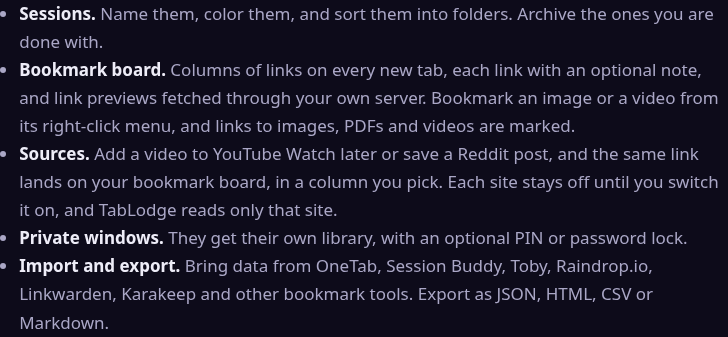 • Sessions. Name them, color them, and sort them into folders. Archive the ones you are
done with.
• Bookmark board. Columns of links on every new tab, each link with an optional note,
and link previews fetched through your own server. Bookmark an image or a video from
its right-click menu, and links to images, PDFs and videos are marked.
• Sources. Add a video to YouTube Watch later or save a Reddit post, and the same link
lands on your bookmark board, in a column you pick. Each site stays off until you switch
it on, and TabLodge reads only that site.
• Private windows. They get their own library, with an optional PIN or password lock.
• Import and export. Bring data from OneTab, Session Buddy, Toby, Raindrop.io,
Linkwarden, Karakeep and other bookmark tools. Export as JSON, HTML, CSV or
Markdown.